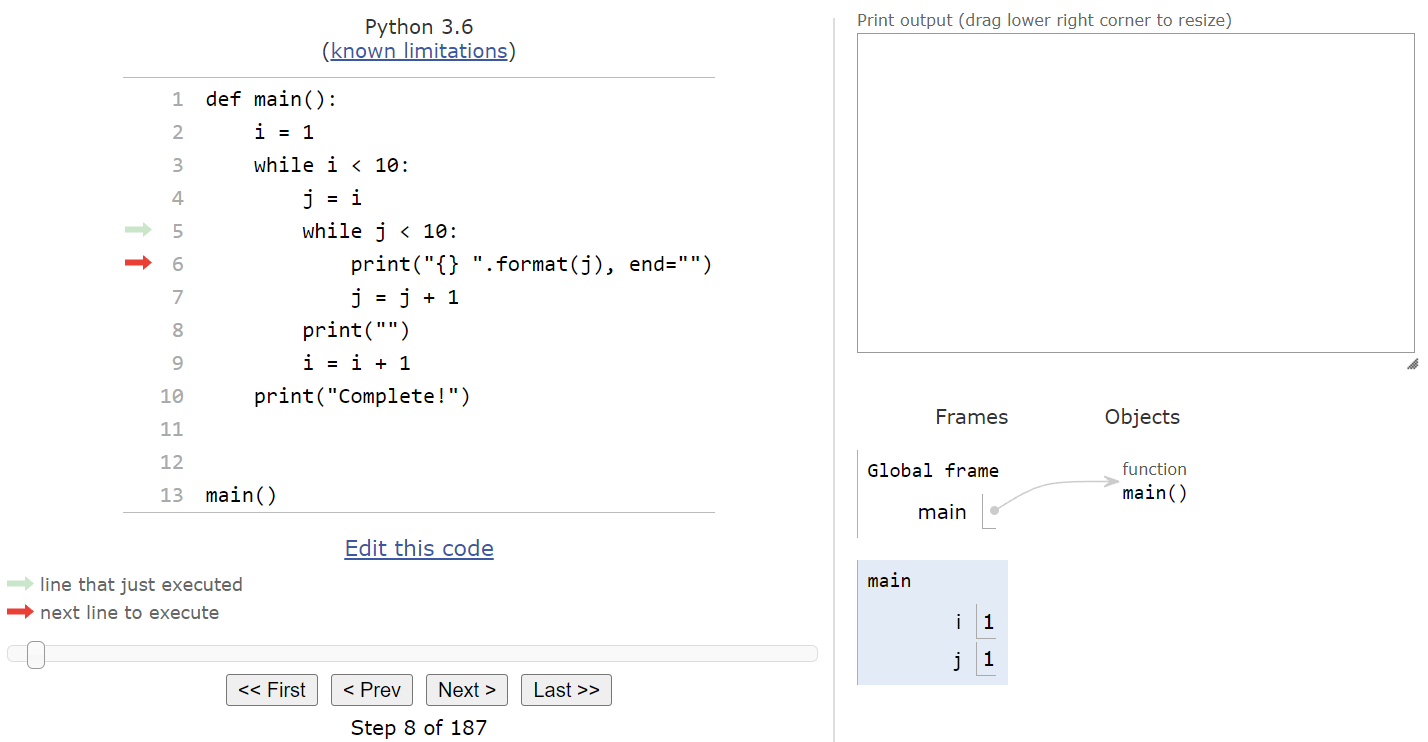 Python 3.6
(known limitations)
1 def main():
2     i = 1
3     while i < 10:
4         j = i
5         while j < 10:
6             print("{} ".format(j), end="")
7             j = j + 1
8         print("")
9         i = i + 1
10     print("Complete!")
11
12
13 main()
Edit this code
line that just executed
next line to execute
<< First < Prev Next > Last >>
Step 8 of 187
Print output (drag lower right corner to resize)
Frames Objects
Global frame
main
function
main()
main
i 1
j 1